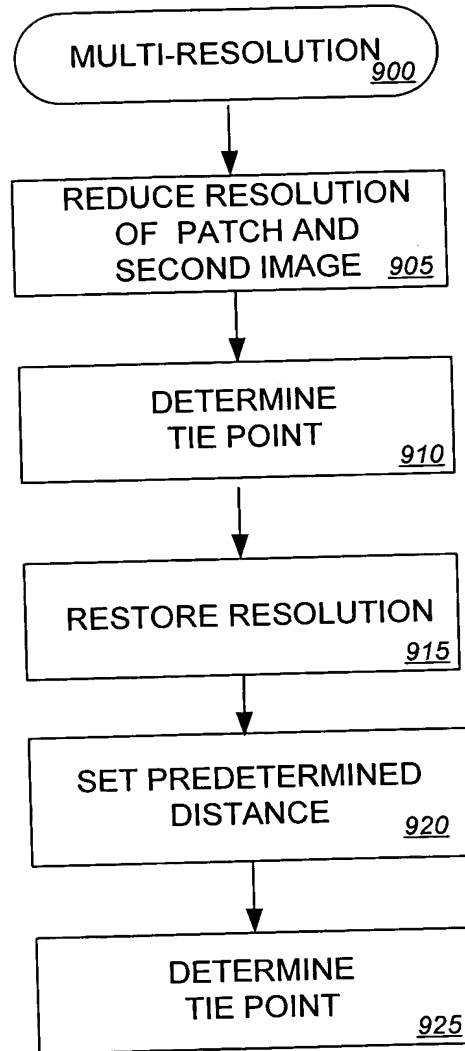 MULTI-RESOLUTION
900
REDUCE RESOLUTION
OF PATCH AND
SECOND IMAGE 905
DETERMINE
TIE POINT
910
RESTORE RESOLUTION
915
SET PREDETERMINED
DISTANCE
920
DETERMINE
TIE POINT
925